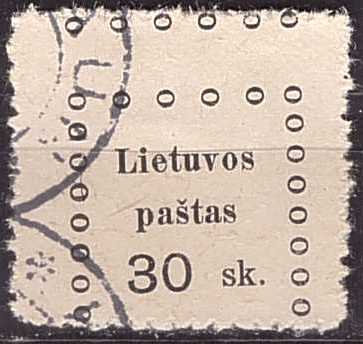 Lietuvos
paštas
30 sk.